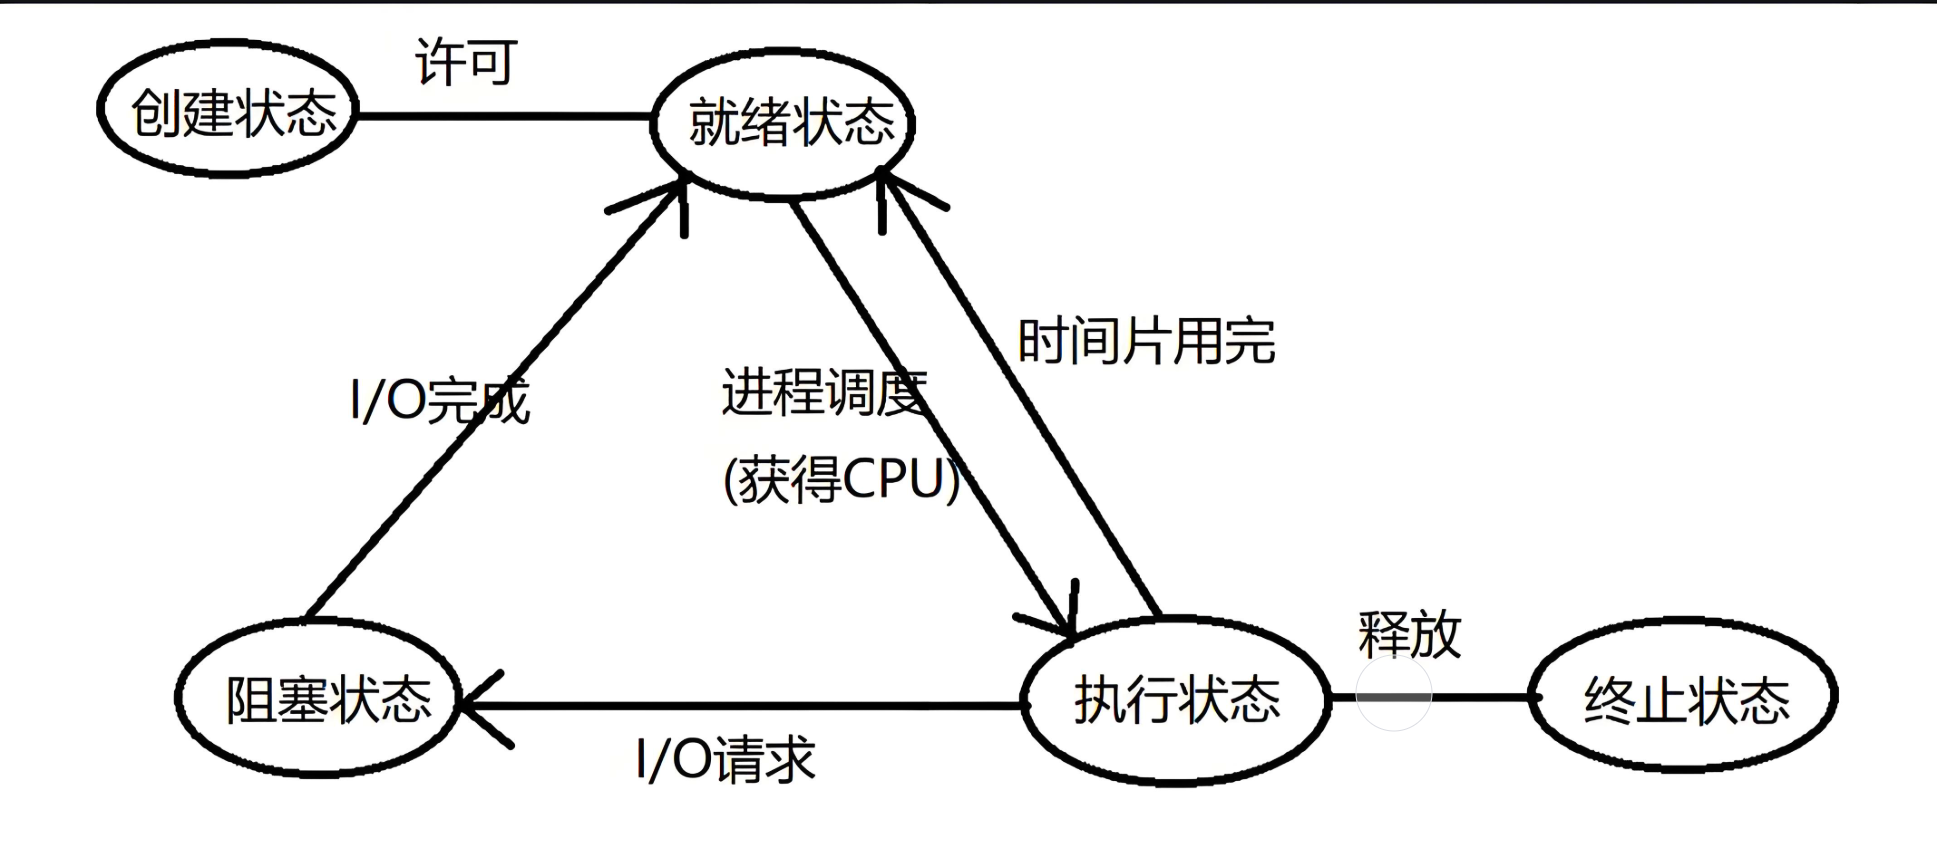 许可
创建状态
就绪状态
时间片用完
I/O完成
进程调度
(获得CPU)
释放
阻塞状态
执行状态
终止状态
I/O请求